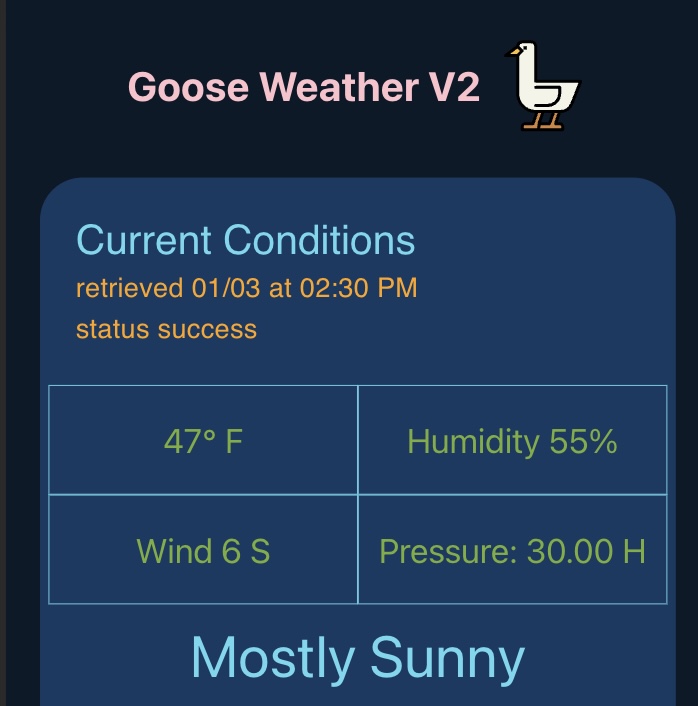 Goose Weather V2
Current Conditions
retrieved 01/03 at 02:30 PM
status success
47° F
Humidity 55%
Wind 6 S
Pressure: 30.00 H
Mostly Sunny